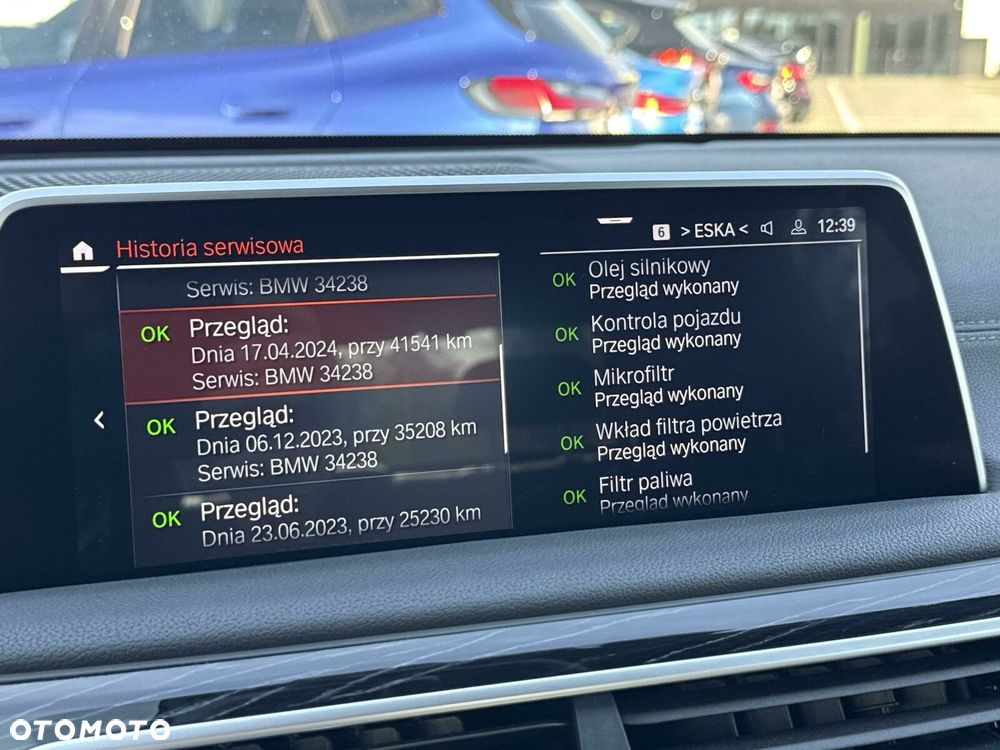 6 > ESKA < 12:39
Historia serwisowa
Serwis: BMW 34238
OK Przegląd:
Dnia 17.04.2024, przy 41541 km
Serwis: BMW 34238
OK Przegląd:
Dnia 06.12.2023, przy 35208 km
Serwis: BMW 34238
OK Przegląd:
Dnia 23.06.2023, przy 25230 km
OK Olej silnikowy
Przegląd wykonany
OK Kontrola pojazdu
Przegląd wykonany
OK Mikrofiltr
Przegląd wykonany
OK Wkład filtra powietrza
Przegląd wykonany
OK Filtr paliwa
Przegląd wykonany
OTOMOTO